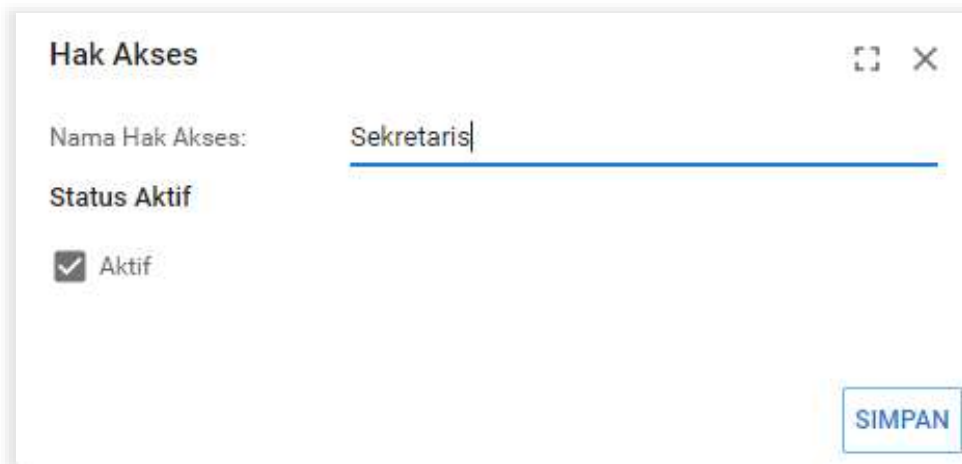 Hak Akses
Nama Hak Akses: Sekretaris
Status Aktif
Aktif
SIMPAN